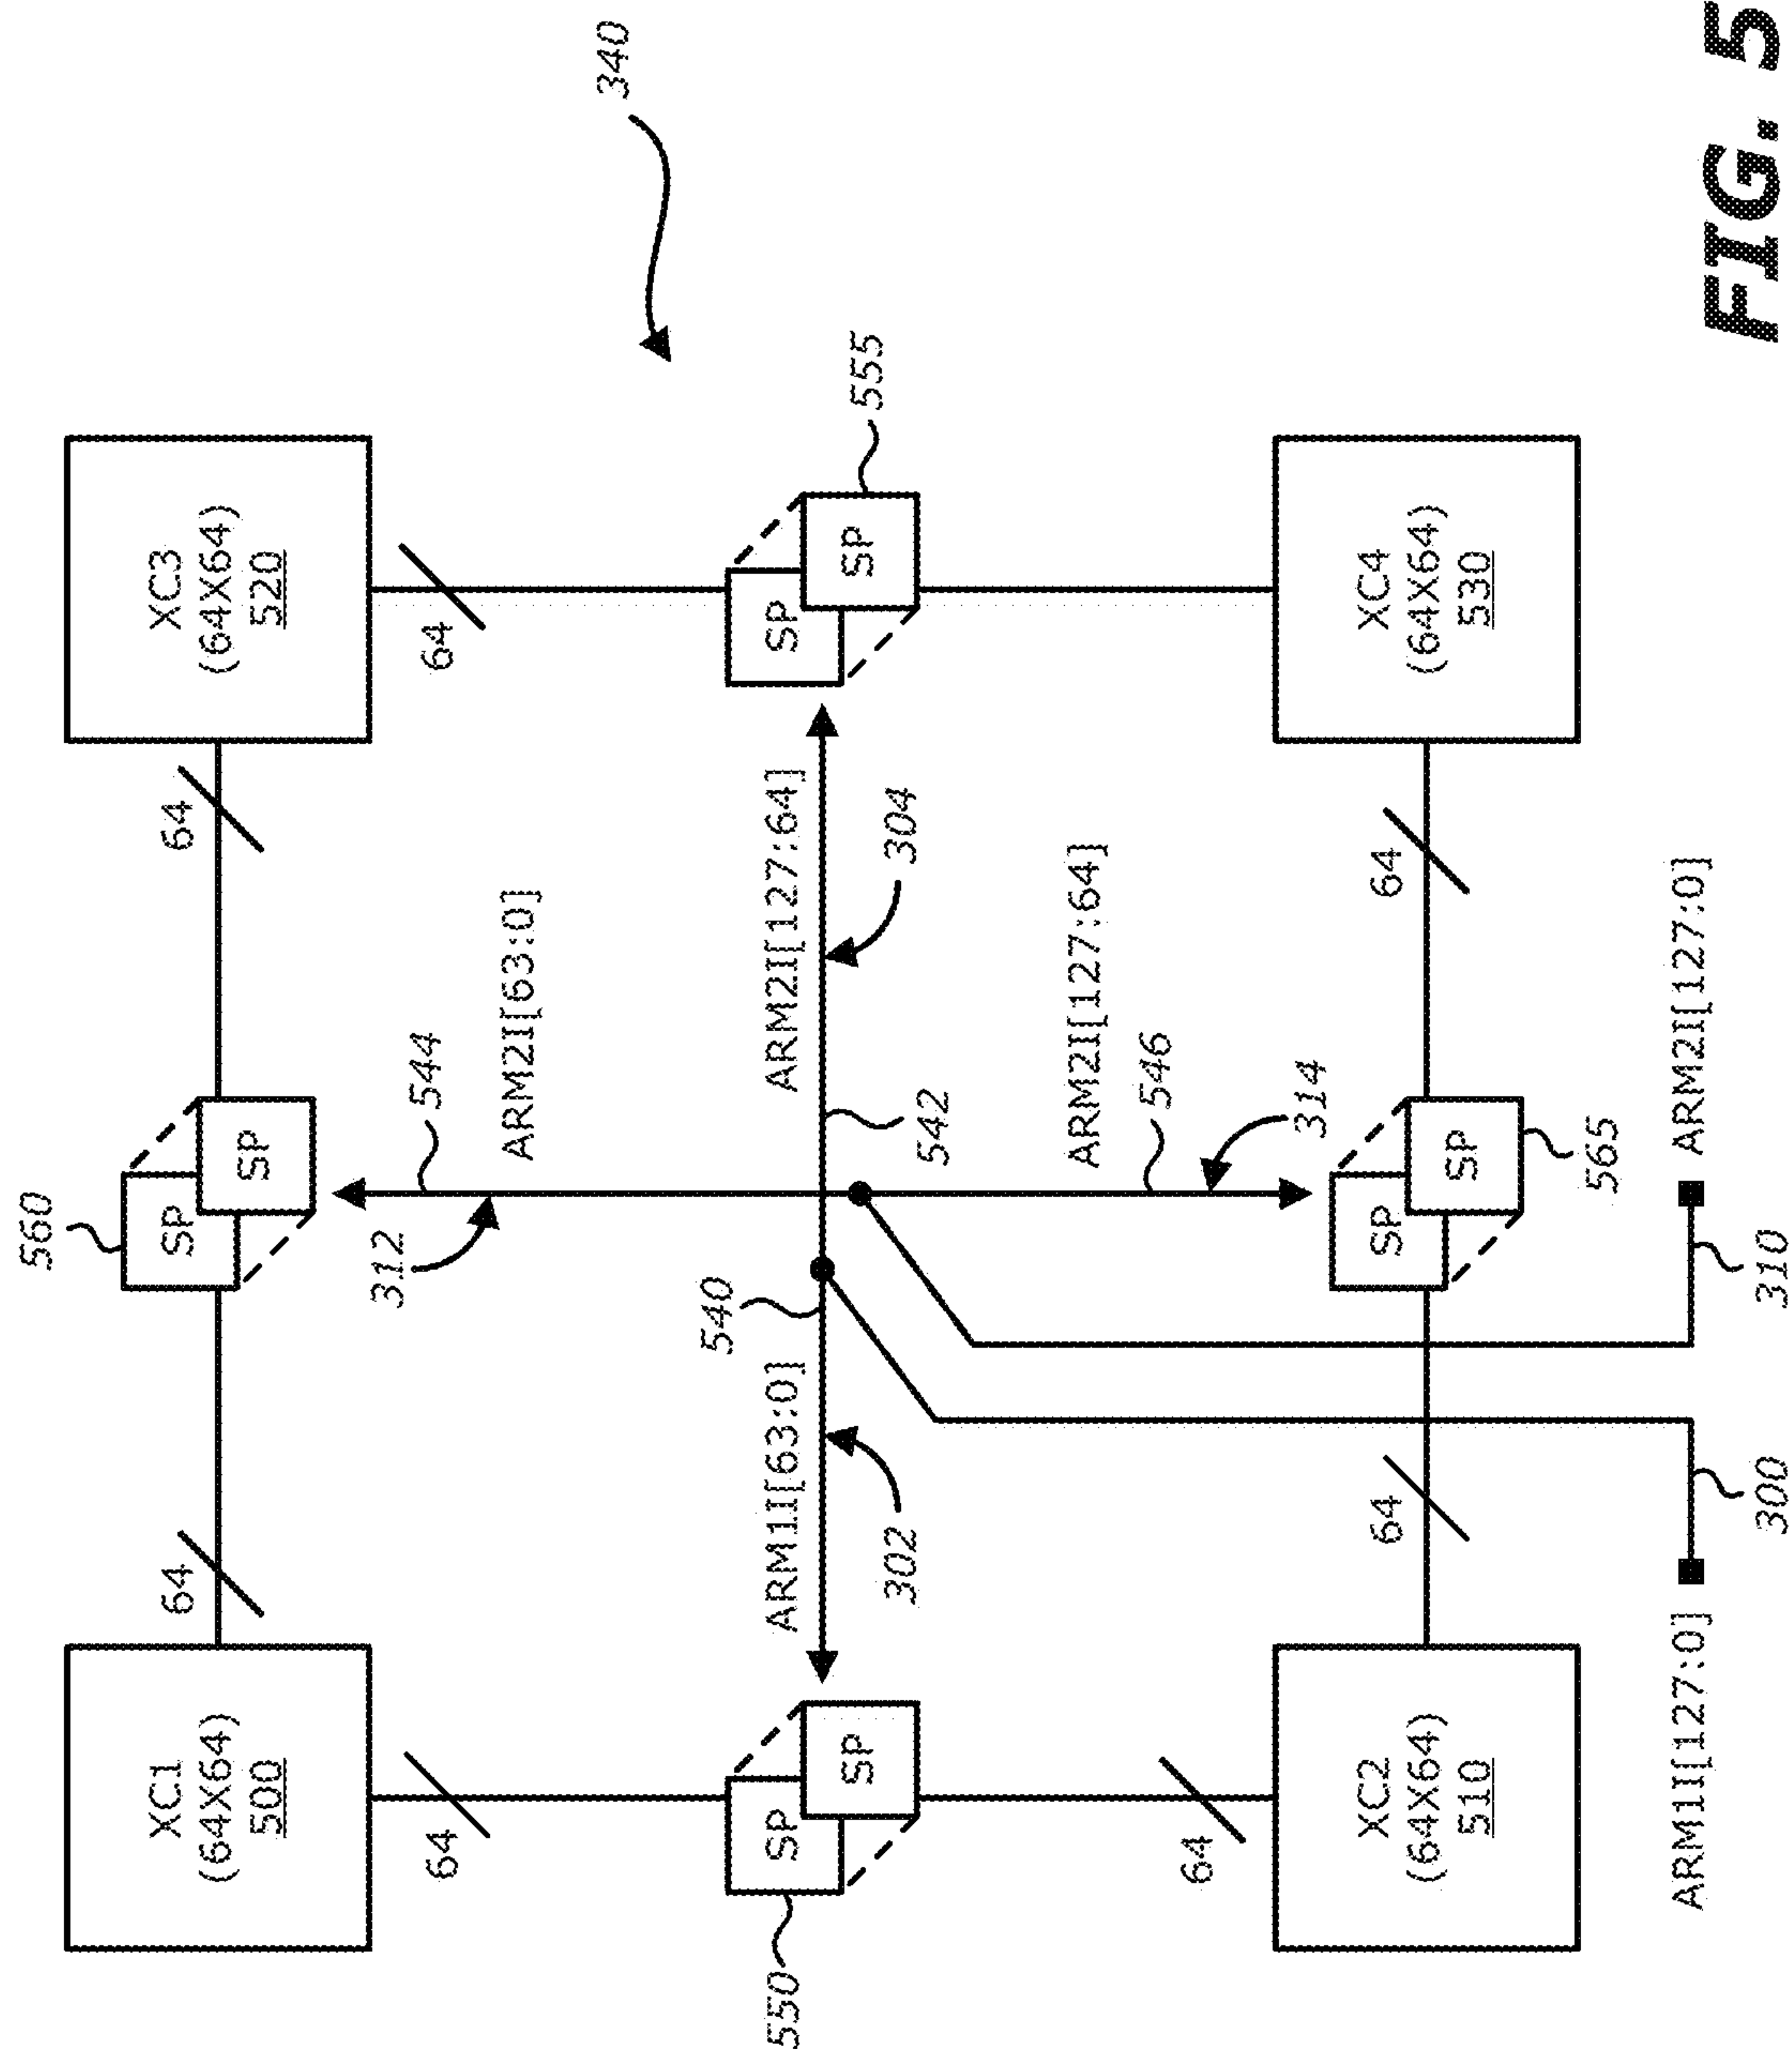 560
XC1
(64X64)
500
64
SP
SP
64
XC3
(64X64)
520
312
544
64
ARM2I[63:0]
64
340
550
SP
SP
540
ARM1I[63:0]
302
542
ARM2I[127:64]
304
SP
SP
555
ARM2I[127:64]
546
314
64
XC2
(64X64)
510
64
SP
SP
565
64
XC4
(64X64)
530
ARM1I[127:0]
300
310
ARM2I[127:0]
FIG. 5